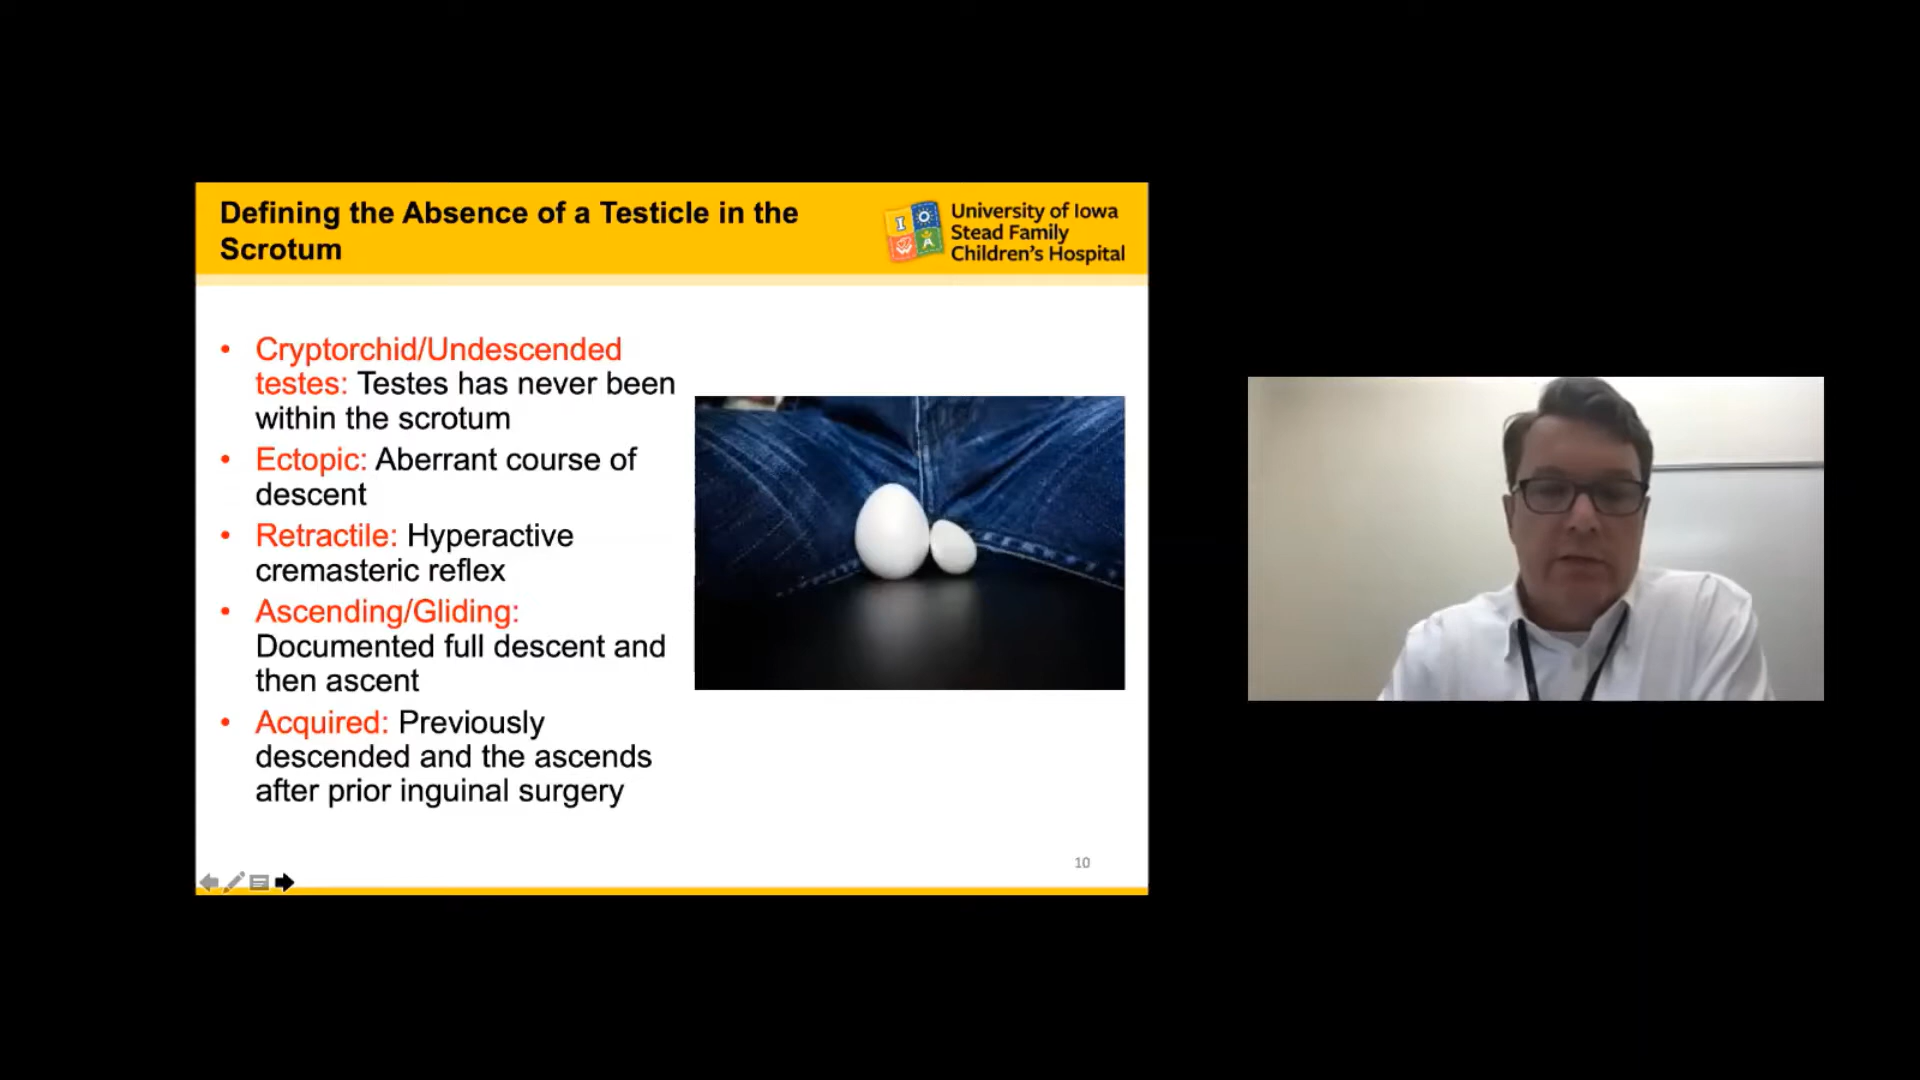 Defining the Absence of a Testicle in the
Scrotum
I O
W A
University of Iowa
Stead Family
Children's Hospital
• Cryptorchid/Undescended
testes: Testes has never been
within the scrotum
• Ectopic: Aberrant course of
descent
• Retractile: Hyperactive
cremasteric reflex
• Ascending/Gliding:
Documented full descent and
then ascent
• Acquired: Previously
descended and the ascends
after prior inguinal surgery
10